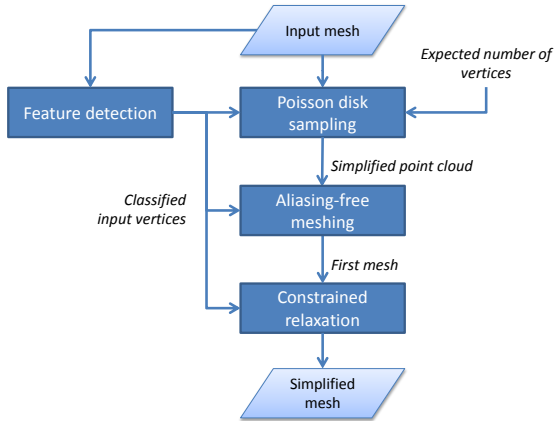 Input mesh
Expected number of
vertices
Feature detection
Poisson disk
sampling
Simplified point cloud
Classified
input vertices
Aliasing-free
meshing
First mesh
Constrained
relaxation
Simplified
mesh